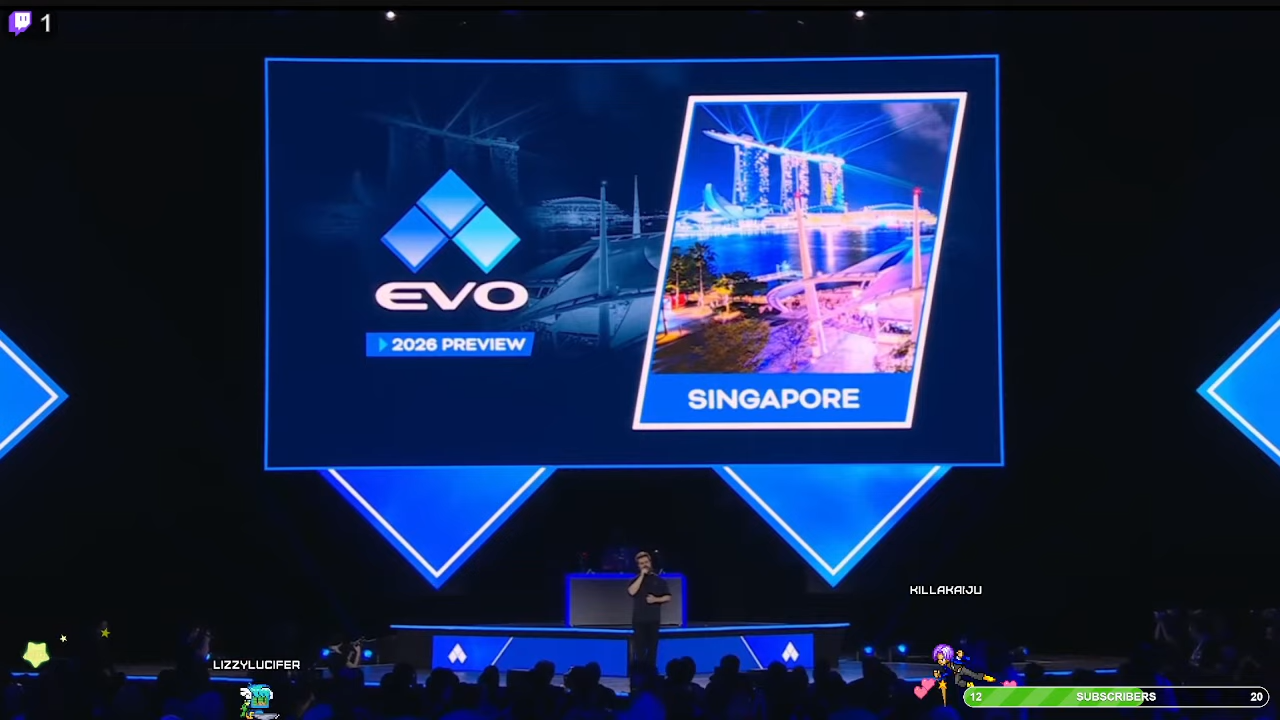 1
EVO
2026 PREVIEW
SINGAPORE
KILLAKAIJU
LIZZYLUCIFER
12
SUBSCRIBERS
20